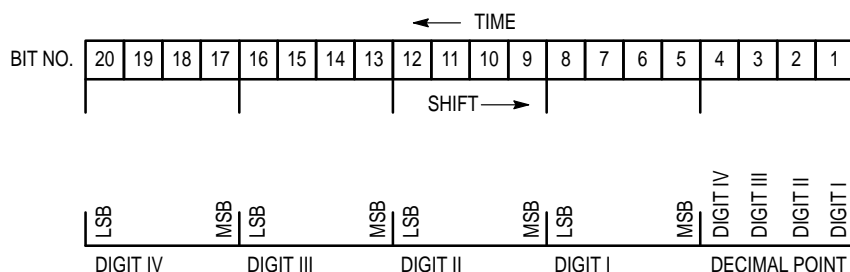 TIME
BIT NO. 20 19 18 17 16 15 14 13 12 11 10 9 8 7 6 5 4 3 2 1
SHIFT
LSB MSB LSB MSB LSB MSB LSB MSB DIGIT IV DIGIT III DIGIT II DIGIT I
DIGIT IV DIGIT III DIGIT II DIGIT I DECIMAL POINT